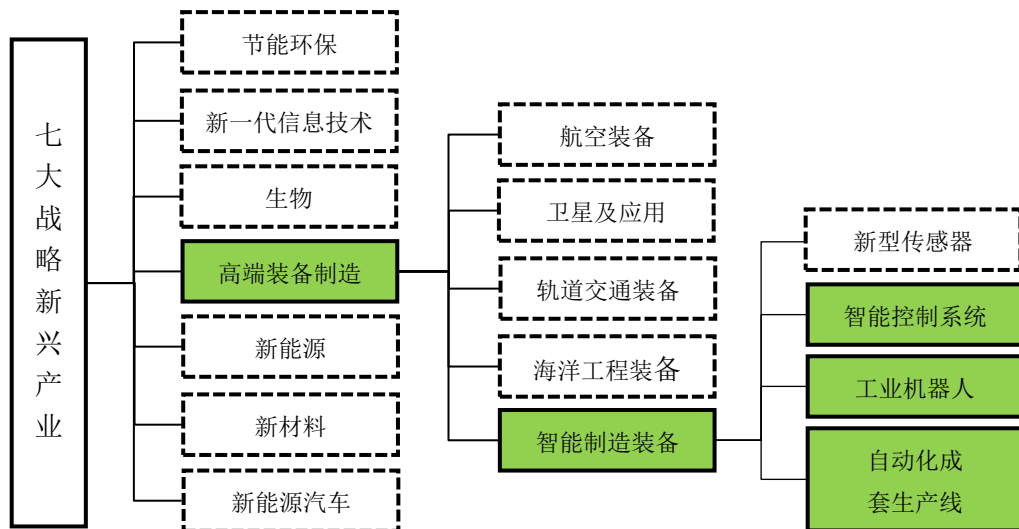 七大战略新兴产业
节能环保
新一代信息技术
生物
高端装备制造
新能源
新材料
新能源汽车
航空装备
卫星及应用
轨道交通装备
海洋工程装备
智能制造装备
新型传感器
智能控制系统
工业机器人
自动化成
套生产线